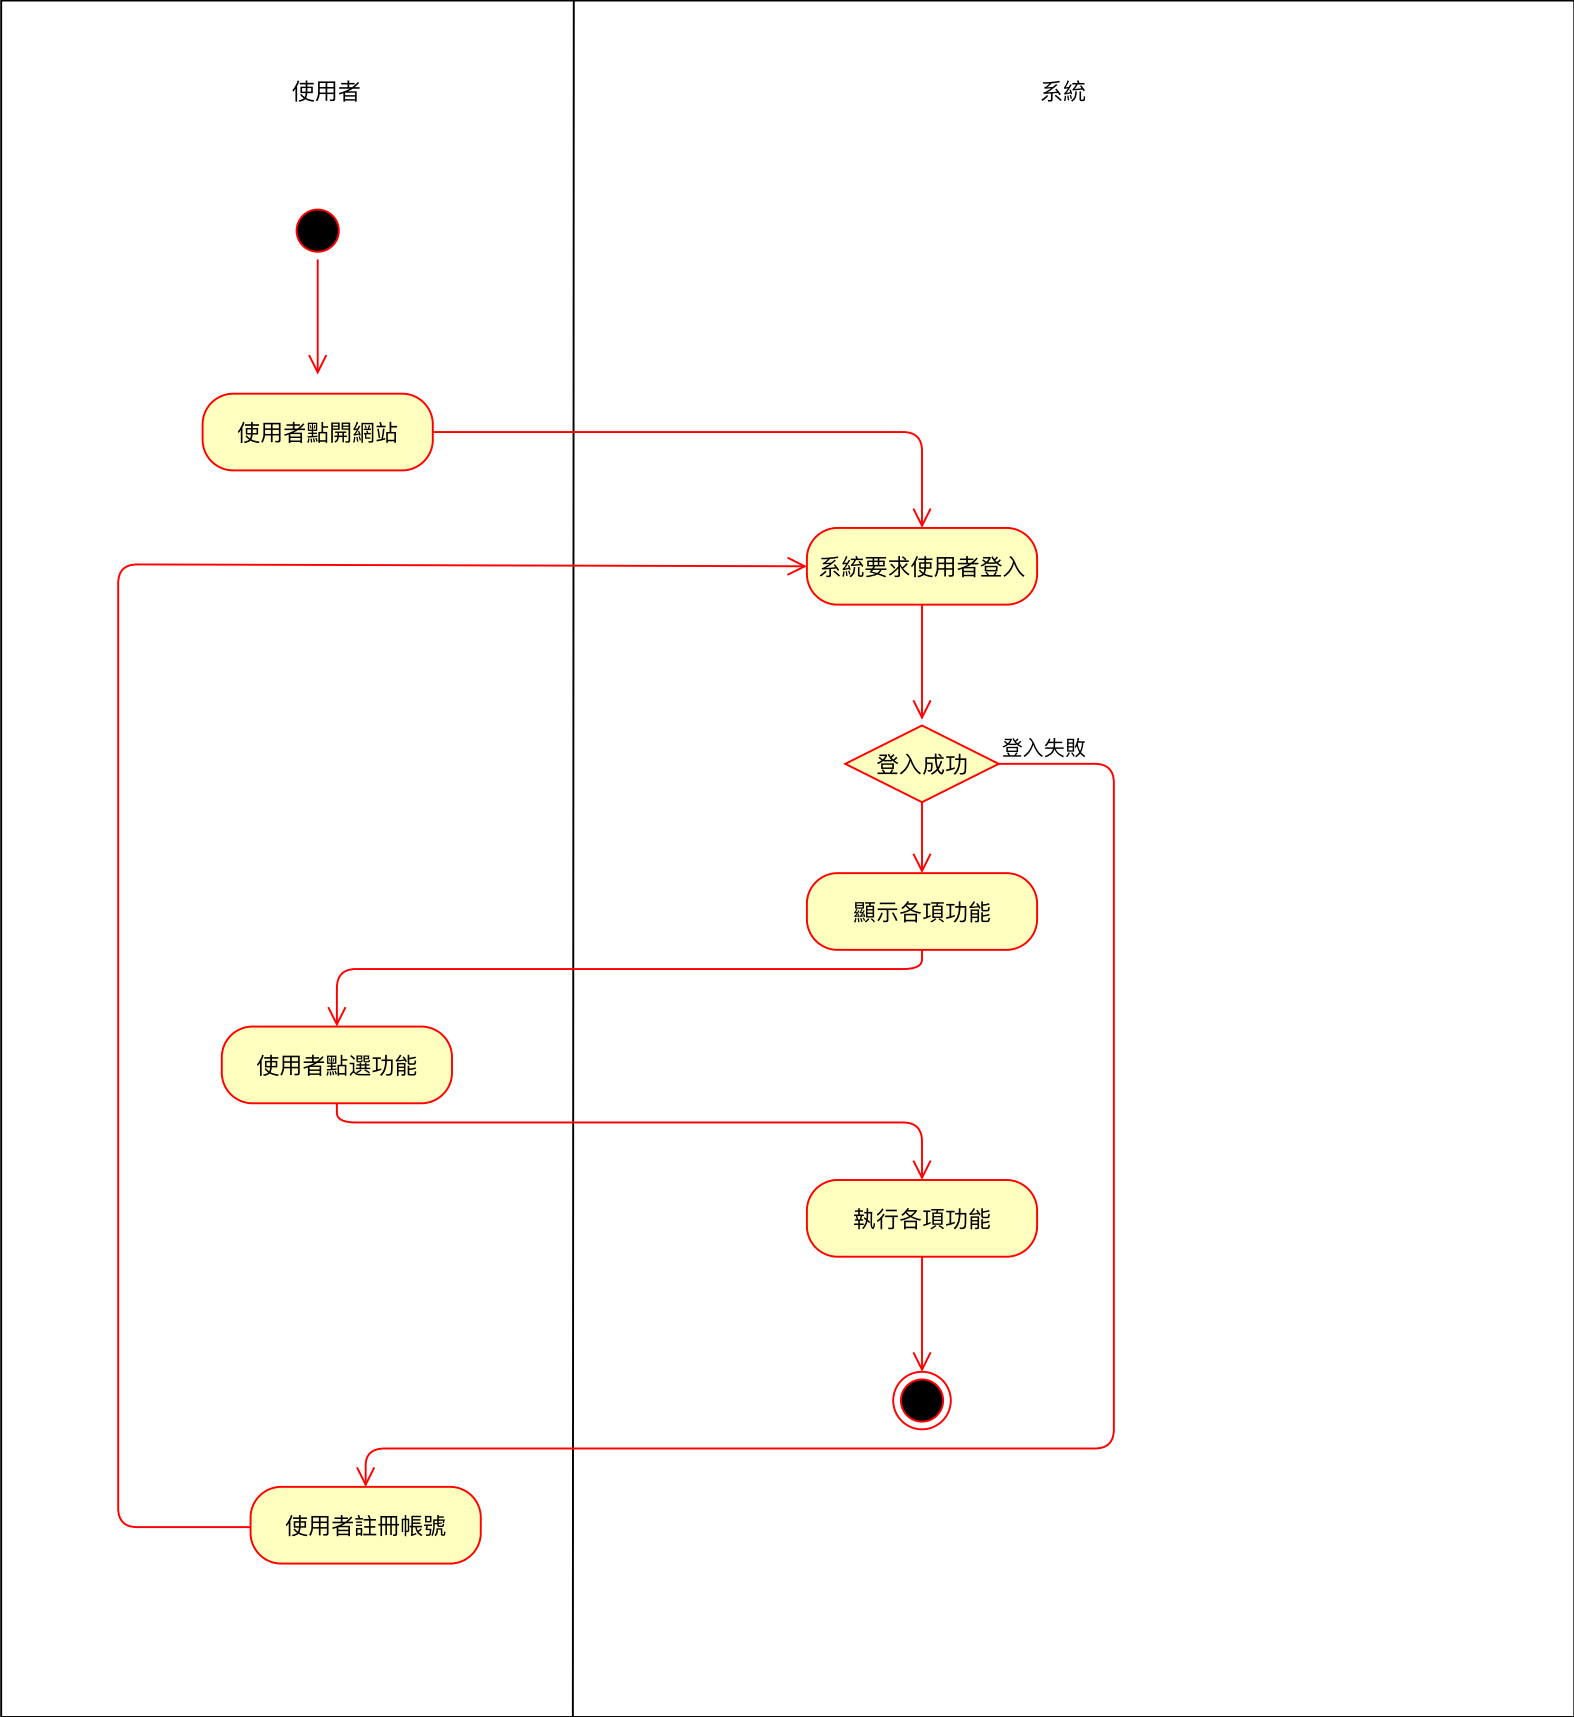 使用者
系統
使用者點開網站
系統要求使用者登入
登入失敗
登入成功
顯示各項功能
使用者點選功能
執行各項功能
使用者註冊帳號